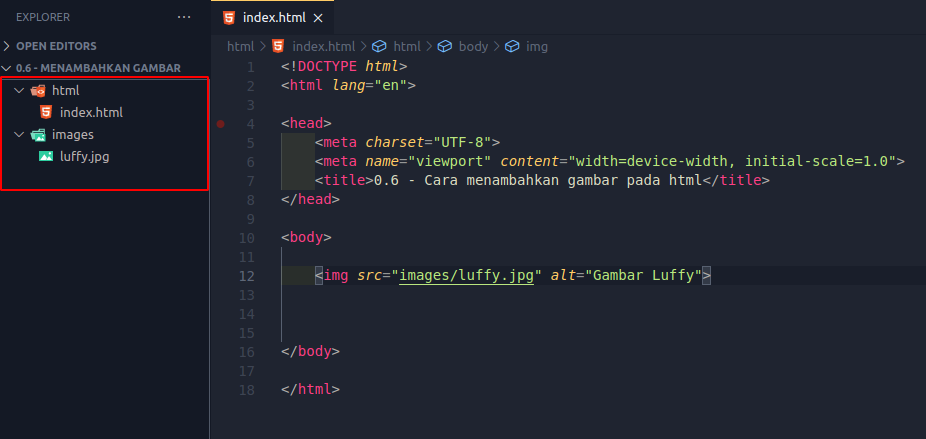 EXPLORER ···
OPEN EDITORS
0.6 - MENAMBAHKAN GAMBAR
html
index.html
images
luffy.jpg
index.html ×
html > index.html > html > body > img
1 <!DOCTYPE html>
2 <html lang="en">
3
4 <head>
5 <meta charset="UTF-8">
6 <meta name="viewport" content="width=device-width, initial-scale=1.0">
7 <title>0.6 - Cara menambahkan gambar pada html</title>
8 </head>
9
10 <body>
11
12 <img src="images/luffy.jpg" alt="Gambar Luffy">
13
14
15
16 </body>
17
18 </html>